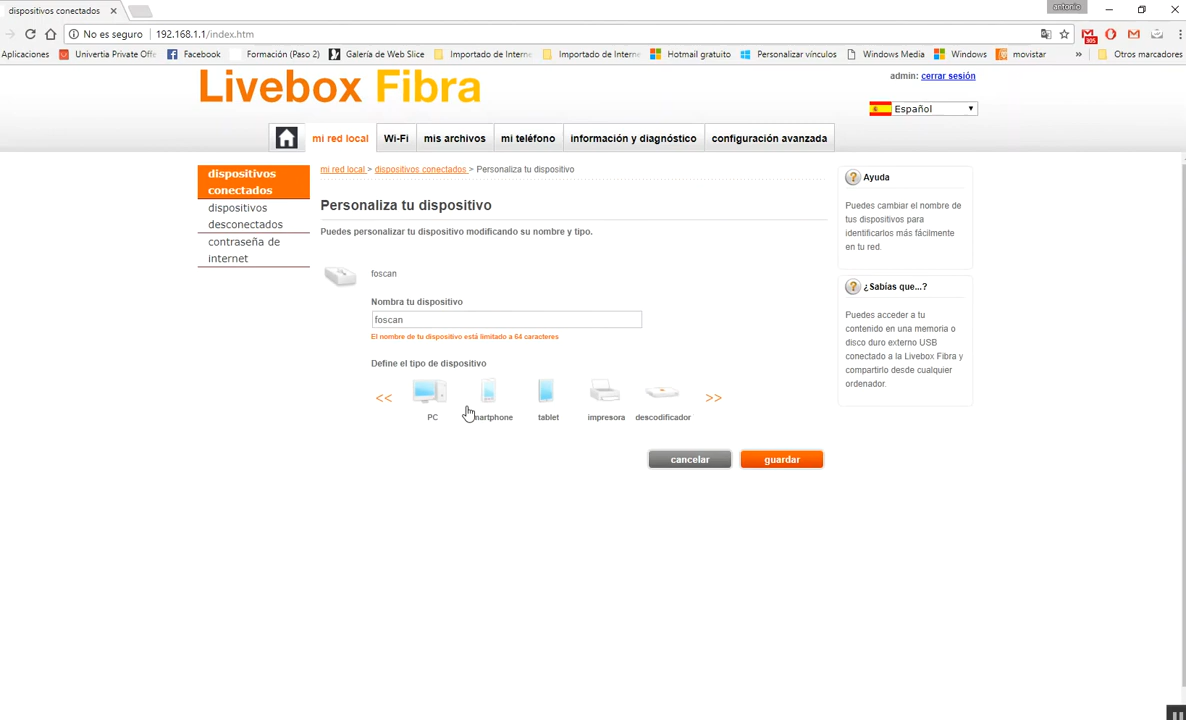 dispositivos conectados
antonio
No es seguro 192.168.1.1/index.htm
Aplicaciones Univertia Private Offi Facebook Formación (Paso 2) Galería de Web Slice Importado de Intern Importado de Interne Hotmail gratuito Personalizar vínculos Windows Media Windows movistar Otros marcadores
Livebox Fibra
admin: cerrar sesión
Español
mi red local Wi-Fi mis archivos mi teléfono información y diagnóstico configuración avanzada
dispositivos
conectados
dispositivos
desconectados
contraseña de
internet
mi red local > dispositivos conectados > Personaliza tu dispositivo
Personaliza tu dispositivo
Puedes personalizar tu dispositivo modificando su nombre y tipo.
foscan
Nombra tu dispositivo
foscan
El nombre de tu dispositivo está limitado a 64 caracteres
Define el tipo de dispositivo
<< >>
PC martphone tablet impresora descodificador
cancelar guardar
Ayuda
Puedes cambiar el nombre de
tus dispositivos para
identificarlos más fácilmente
en tu red.
¿Sabías que...?
Puedes acceder a tu
contenido en una memoria o
disco duro externo USB
conectado a la Livebox Fibra y
compartirlo desde cualquier
ordenador.